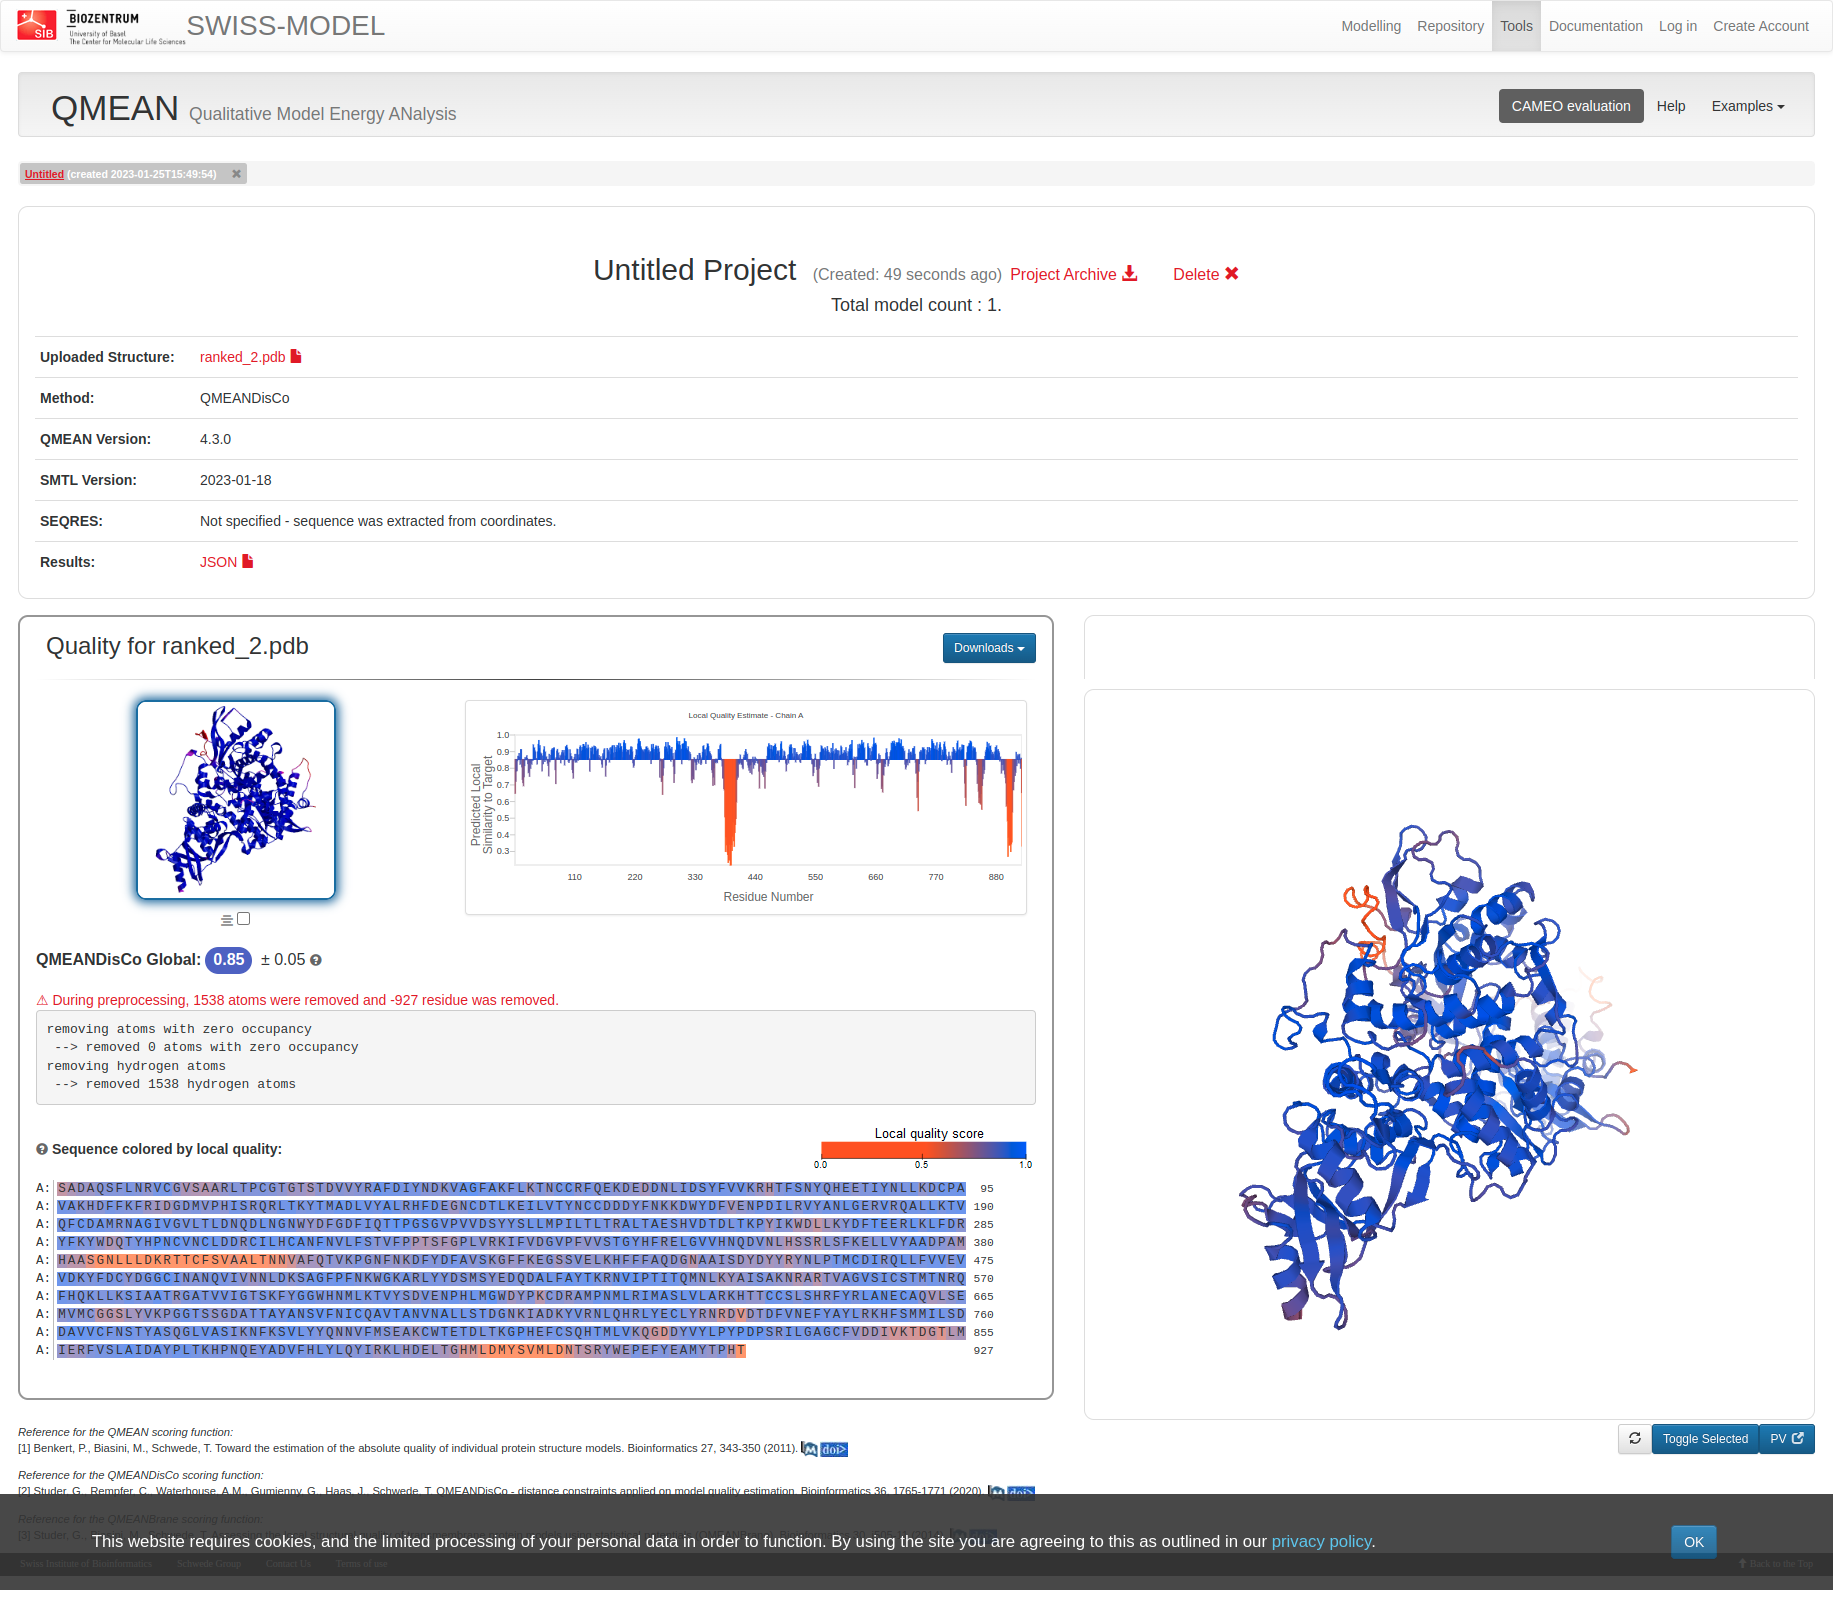 SIB
BIOZENTRUM
University of Basel
The Center for Molecular Life Sciences
SWISS-MODEL
Modelling Repository Tools Documentation Log in Create Account
QMEAN Qualitative Model Energy ANalysis
CAMEO evaluation Help Examples
Untitled (created 2023-01-25T15:49:54) ✖
Untitled Project (Created: 49 seconds ago) Project Archive Delete ✖
Total model count : 1.
Uploaded Structure: ranked_2.pdb
Method: QMEANDisCo
QMEAN Version: 4.3.0
SMTL Version: 2023-01-18
SEQRES: Not specified - sequence was extracted from coordinates.
Results: JSON
Quality for ranked_2.pdb
Downloads
Local Quality Estimate - Chain A
Predicted Local
Similarity to Target
1.0
0.9
0.8
0.7
0.6
0.5
0.4
0.3
110 220 330 440 550 660 770 880
Residue Number
QMEANDisCo Global: 0.85 ± 0.05
⚠ During preprocessing, 1538 atoms were removed and -927 residue was removed.
removing atoms with zero occupancy
--> removed 0 atoms with zero occupancy
removing hydrogen atoms
--> removed 1538 hydrogen atoms
Sequence colored by local quality:
Local quality score
0.0 0.5 1.0
A: SADAQSFLNRVCGVSAARLTPCGTGTSTDVVYRAFDIYNDKVAGFAKFLKTNCCRFQEKDEDDNLIDSYFVVKRHTFSNYQHEETIYNLLKDCPA 95
A: VAKHDFFKFRIDGDMVPHISRQRLTKYTMADLVYALRHFDEGNCDTLKEILVTYNCCDDDYFNKKDWYDFVENPDILRVYANLGERVRQALLKTV 190
A: QFCDAMRNAGIVGVLTLDNQDLNGNWYDFGDFIQTTPGSGVPVVDSYYSLLMPILTLTRALTAESHVDTDLTKPYIKWDLLKYDFTEERLKLFDR 285
A: YFKYWDQTYHPNCVNCLDDRCILHCANFNVLFSTVFPPTSFGPLVRKIFVDGVPFVVSTGYHFRELGVVHNQDVNLHSSRLSFKELLVYAADPAM 380
A: HAASGNLLLDKRTTCFSVAALTNNVAFQTVKPGNFNKDFYDFAVSKGFFKEGSSVELKHFFFAQDGNAAISDYDYYRYNLPTMCDIRQLLFVVEV 475
A: VDKYFDCYDGGCINANQVIVNNLDKSAGFPFNKWGKARLYYDSMSYEDQDALFAYTKRNVIPTITQMNLKYAISAKNRARTVAGVSICSTMTNRQ 570
A: FHQKLLKSIAATRGATVVIGTSKFYGGWHNMLKTVYSDVENPHLMGWDYPKCDRAMPNMLRIMASLVLARKHTTCCSLSHRFYRLANECAQVLSE 665
A: MVMCGGSLYVKPGGTSSGDATTAYANSVFNICQAVTANVNALLSTDGNKIADKYVRNLQHRLYECLYRNRDVDTDFVNEFYAYLRKHFSMMILSD 760
A: DAVVCFNSTYASQGLVASIKNFKSVLYYQNNVFMSEAKCWTETDLTKGPHEFCSQHTMLVKQGDDYVYLPYPDPSRILGAGCFVDDIVKTDGTLM 855
A: IERFVSLAIDAYPLTKHPNQEYADVFHLYLQYIRKLHDELTGHMLDMYSVMLDNTSRYWEPEFYEAMYTPHT 927
Reference for the QMEAN scoring function:
[1] Benkert, P., Biasini, M., Schwede, T. Toward the estimation of the absolute quality of individual protein structure models. Bioinformatics 27, 343-350 (2011). doi>
Reference for the QMEANDisCo scoring function:
[2] Studer, G., Rempfer, C., Waterhouse, A.M., Gumienny, G., Haas, J., Schwede, T. QMEANDisCo - distance constraints applied on model quality estimation. Bioinformatics 36, 1765-1771 (2020). doi>
Toggle Selected PV
Reference for the QMEANBrane scoring function:
This website requires cookies, and the limited processing of your personal data in order to function. By using the site you are agreeing to this as outlined in our privacy policy.
OK
Swiss Institute of Bioinformatics Schwede Group Contact Us Terms of use Back to the Top